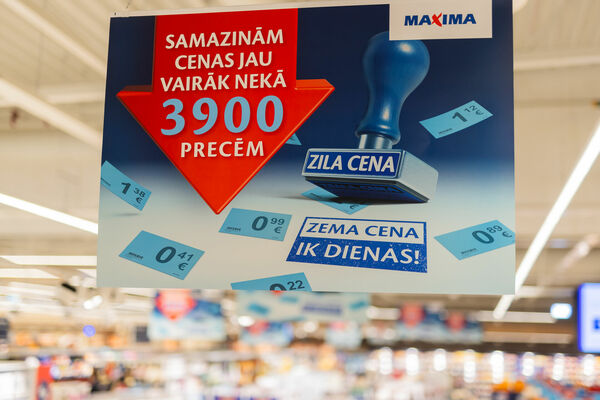 MAXIMA
SAMAZINĀM
CENAS JAU
VAIRĀK NEKĀ
3900
PRECĒM
ZILA CENA
1 12 €
1 38 €
0 99 €
ZEMA CENA
IK DIENAS!
0 89 €
0 41 €
0 22